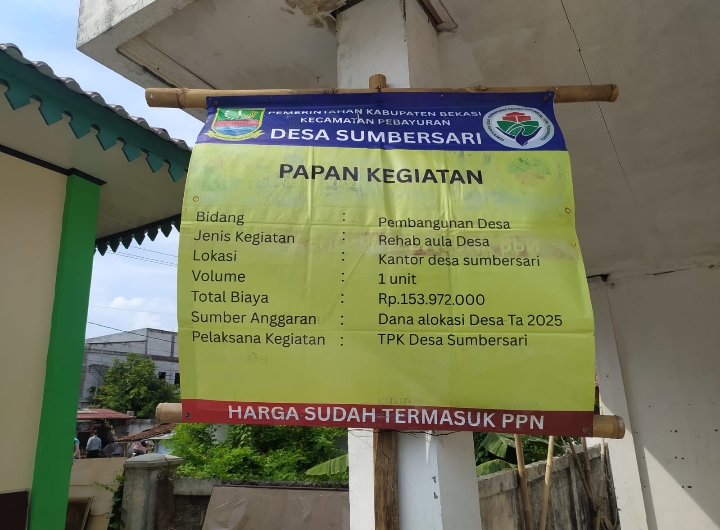 PEMERINTAHAN KABUPATEN BEKASI
KECAMATAN PEBAYURAN
DESA SUMBERSARI
PAPAN KEGIATAN
Bidang : Pembangunan Desa
Jenis Kegiatan : Rehab aula Desa
Lokasi : Kantor desa sumbersari
Volume : 1 unit
Total Biaya : Rp.153.972.000
Sumber Anggaran : Dana alokasi Desa Ta 2025
Pelaksana Kegiatan : TPK Desa Sumbersari
HARGA SUDAH TERMASUK PPN